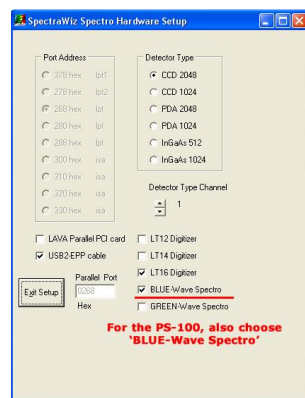 SpectraWiz Spectro Hardware Setup
Port Address
378 hex lpt1
278 hex lpt2
268 hex lpt
280 hex lpt
288 hex lpt
300 hex isa
310 hex isa
320 hex isa
330 hex isa
Detector Type
CCD 2048
CCD 1024
PDA 2048
PDA 1024
InGaAs 512
InGaAs 1024
Detector Type Channel
1
LAVA Parallel PCI card
USB2-EPP cable
LT12 Digitizer
LT14 Digitizer
LT16 Digitizer
BLUE-Wave Spectro
GREEN-Wave Spectro
Exit Setup
Parallel Port
0268
Hex
For the PS-100, also choose
'BLUE-Wave Spectro'